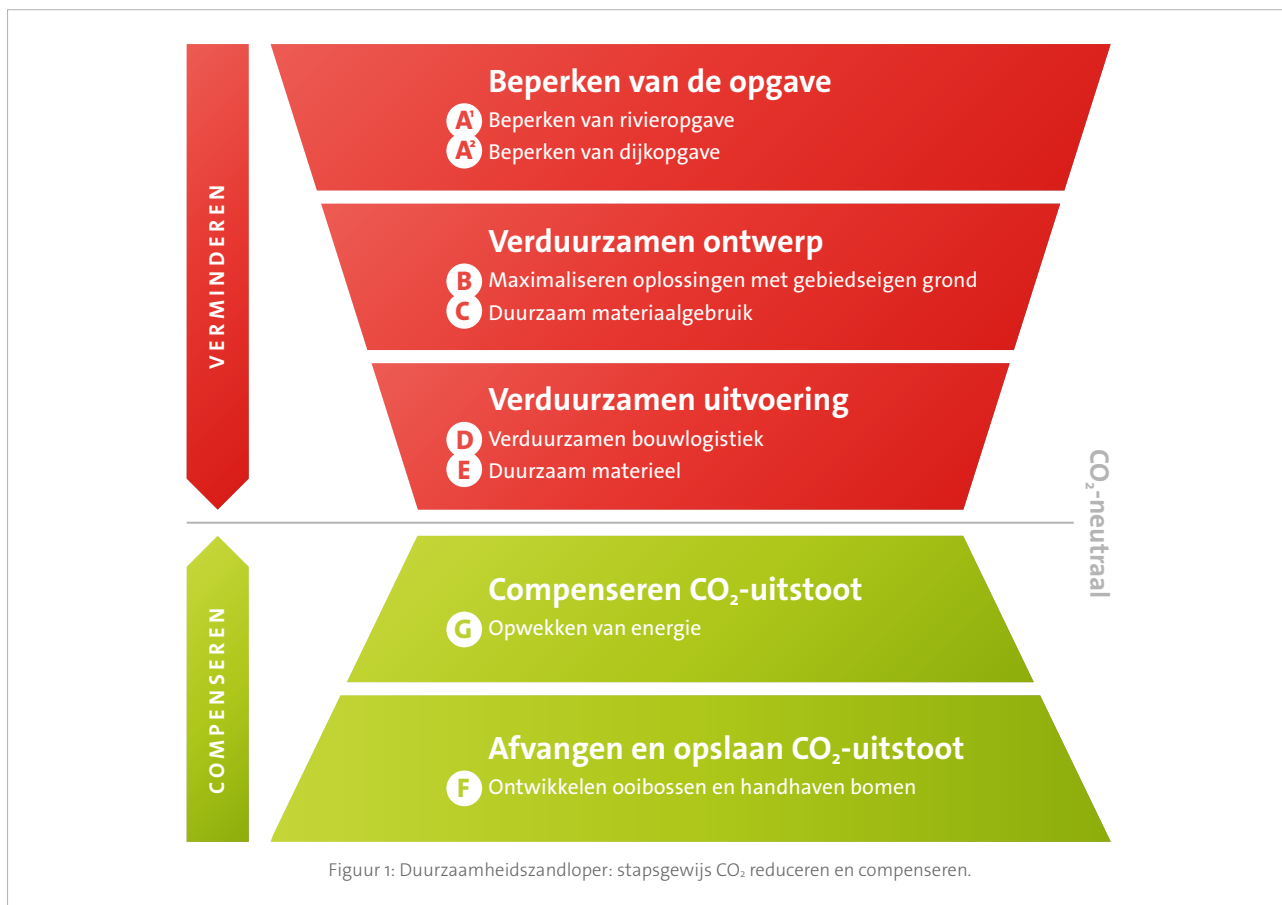 VERMINDEREN
Beperken van de opgave
A¹ Beperken van rivieropgave
A² Beperken van dijkopgave
Verduurzamen ontwerp
B Maximaliseren oplossingen met gebiedseigen grond
C Duurzaam materiaalgebruik
Verduurzamen uitvoering
D Verduurzamen bouwlogistiek
E Duurzaam materieel
CO₂-neutraal
COMPENSEREN
Compenseren CO₂-uitstoot
G Opwekken van energie
Afvangen en opslaan CO₂-uitstoot
F Ontwikkelen ooibossen en handhaven bomen
Figuur 1: Duurzaamheidszandloper: stapsgewijs CO₂ reduceren en compenseren.